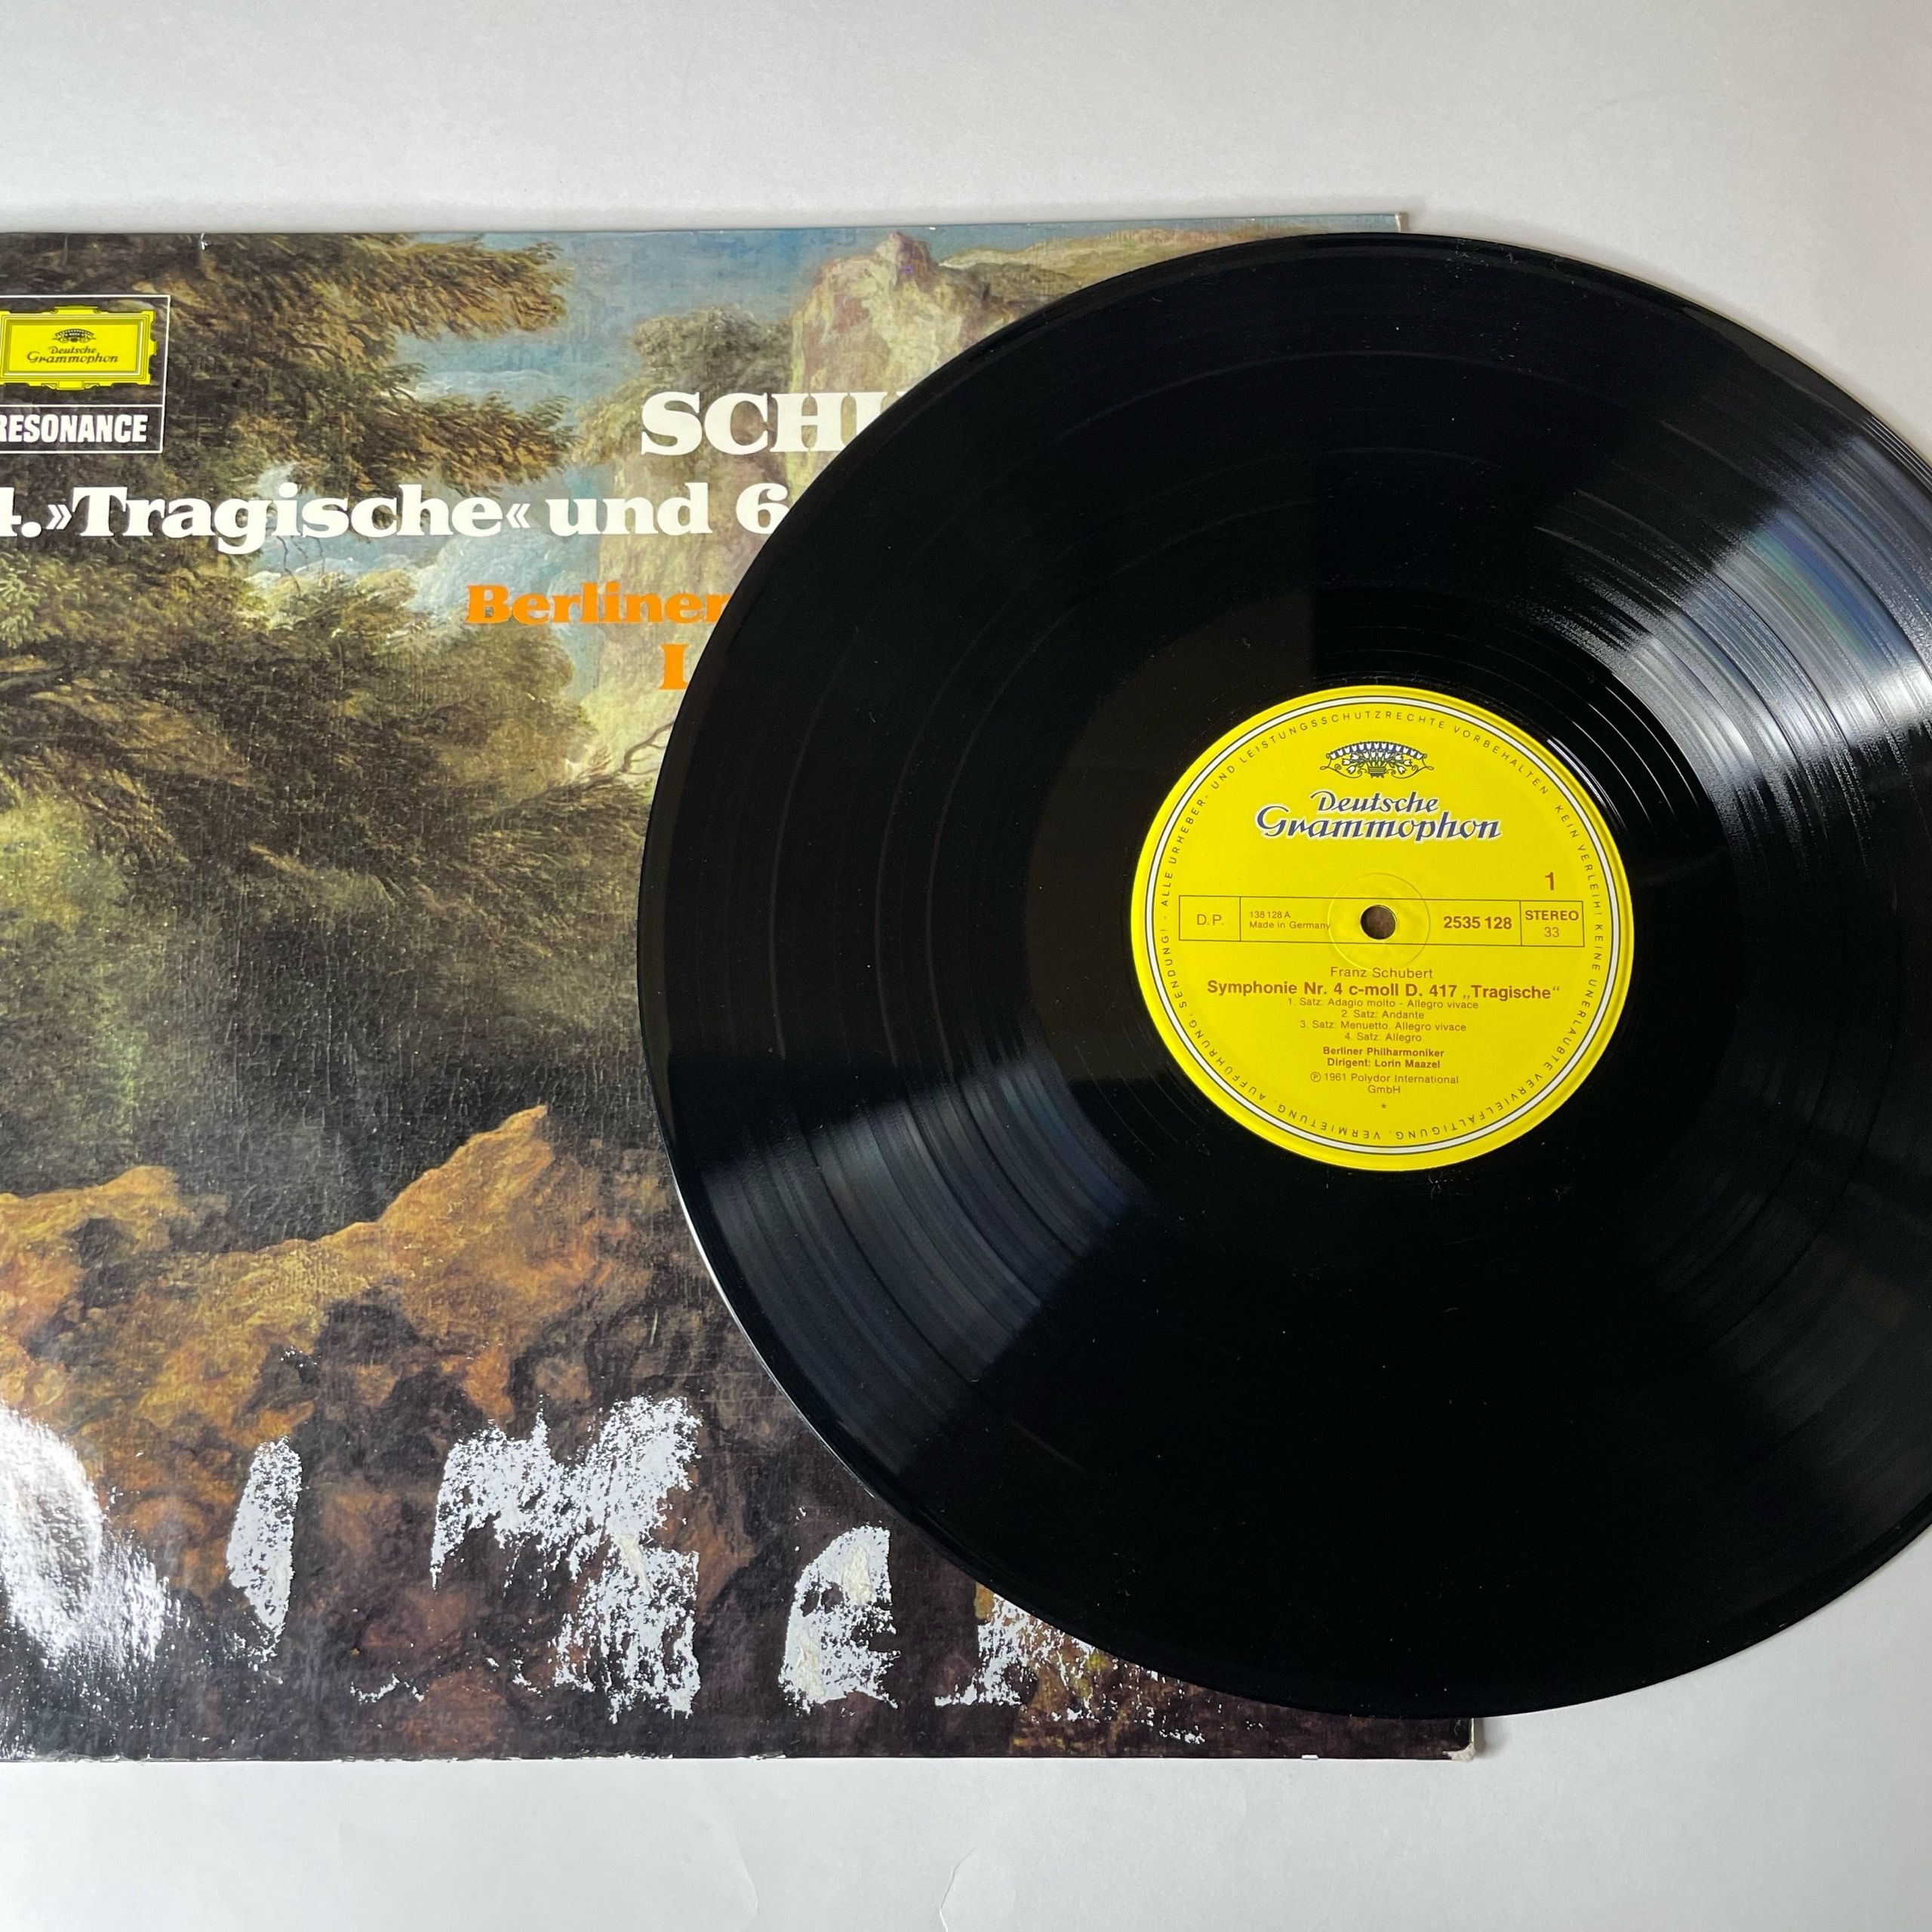 Deutsche
Grammophon
RESONANCE
SCHU
4.»Tragische« und 6
Berliner
ALLE URHEBER- UND LEISTUNGSSCHUTZRECHTE VORBEHALTEN · KEIN VERLEIH! KEINE UNERLAUBTE VERVIELFÄLTIGUNG, VERMIETUNG, AUFFÜHRUNG, SENDUNG! ·
Deutsche
Grammophon
1
D.P.
138 128 A
Made in Germany
2535 128
STEREO
33
Franz Schubert
Symphonie Nr. 4 c-moll D. 417 „Tragische“
1. Satz: Adagio molto - Allegro vivace
2. Satz: Andante
3. Satz: Menuetto. Allegro vivace
4. Satz: Allegro
Berliner Philharmoniker
Dirigent: Lorin Maazel
Ⓟ 1961 Polydor International
GmbH
*